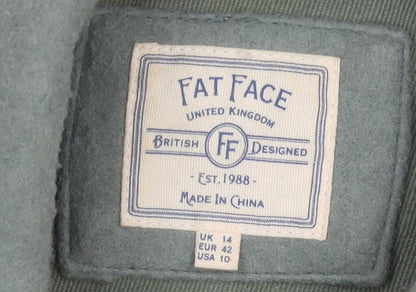 FAT FACE
UNITED KINGDOM
BRITISH FF DESIGNED
- EST. 1988 -
MADE IN CHINA
UK 14
EUR 42
USA 10